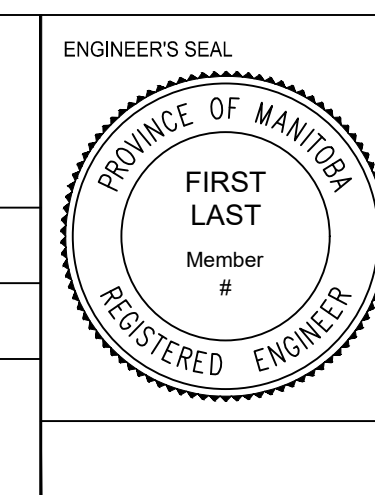 ENGINEER'S SEAL
PROVINCE OF MANITOBA
FIRST
LAST
Member
#
REGISTERED ENGINEER